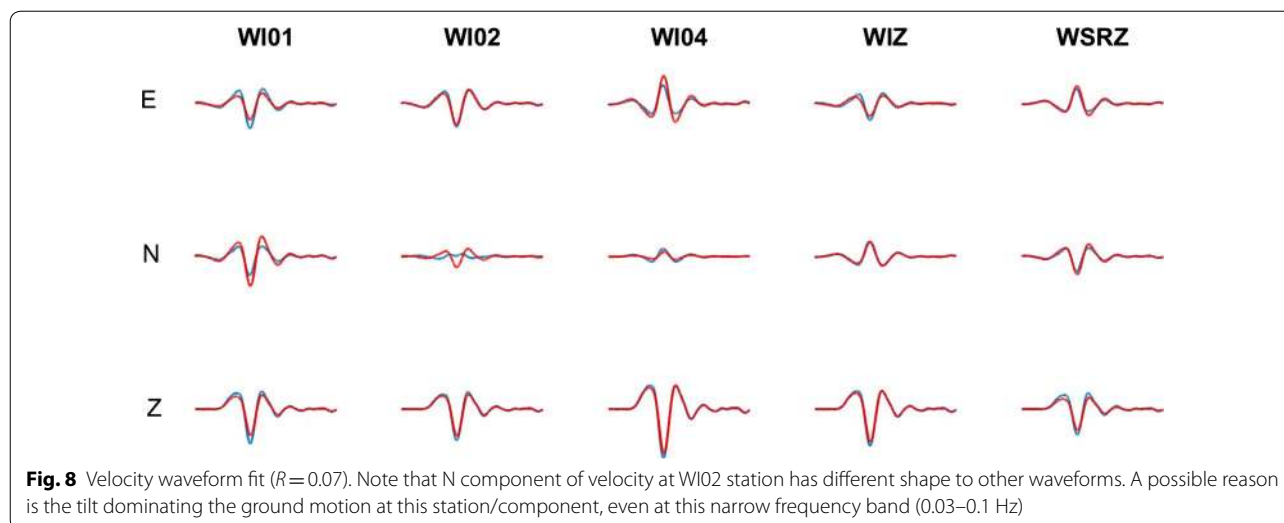 WI01 WI02 WI04 WIZ WSRZ
E
N
Z
Fig. 8 Velocity waveform fit (R = 0.07). Note that N component of velocity at WI02 station has different shape to other waveforms. A possible reason
is the tilt dominating the ground motion at this station/component, even at this narrow frequency band (0.03–0.1 Hz)